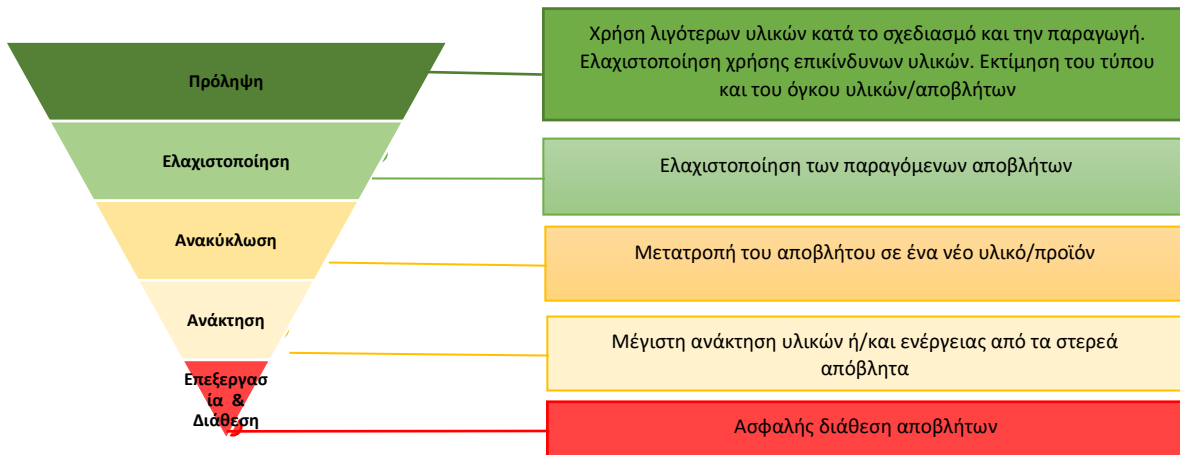 Πρόληψη
Χρήση λιγότερων υλικών κατά το σχεδιασμό και την παραγωγή.
Ελαχιστοποίηση χρήσης επικίνδυνων υλικών. Εκτίμηση του τύπου
και του όγκου υλικών/αποβλήτων
Ελαχιστοποίηση
Ελαχιστοποίηση των παραγόμενων αποβλήτων
Ανακύκλωση
Μετατροπή του αποβλήτου σε ένα νέο υλικό/προϊόν
Ανάκτηση
Μέγιστη ανάκτηση υλικών ή/και ενέργειας από τα στερεά
απόβλητα
Επεξεργασ
ία &
Διάθεση
Ασφαλής διάθεση αποβλήτων